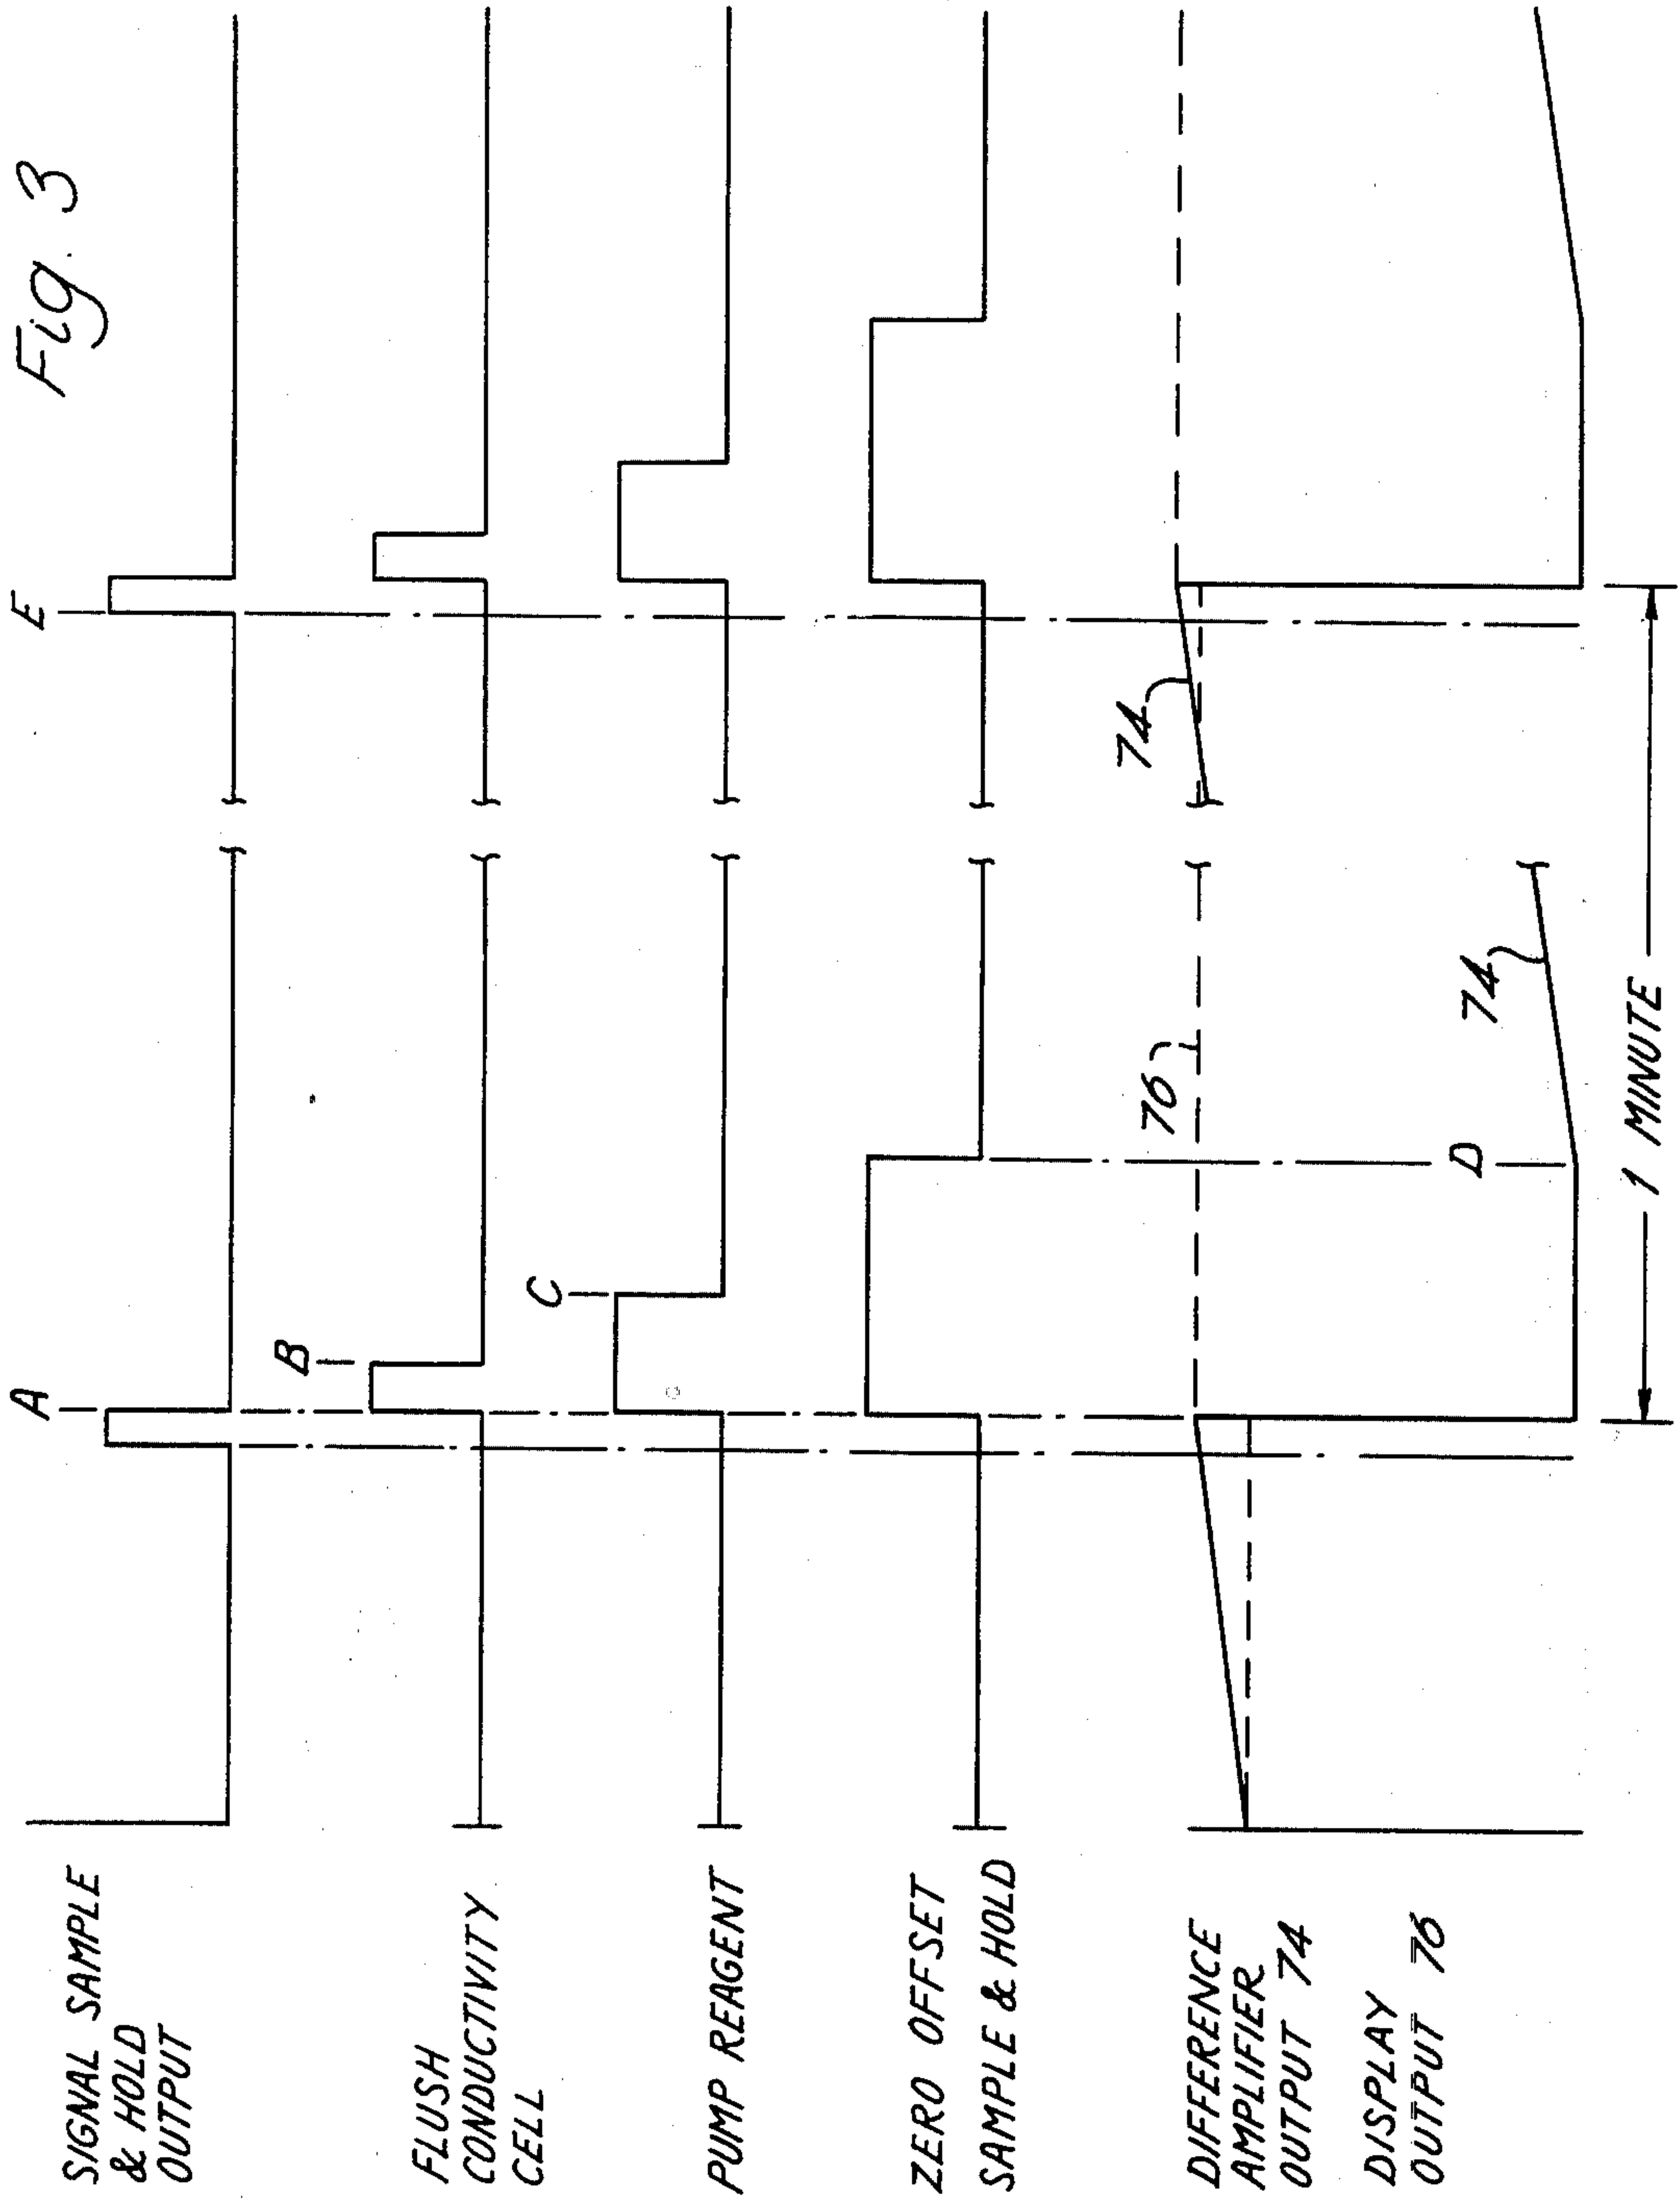 Fig. 3
SIGNAL SAMPLE
& HOLD
OUTPUT
A
E
FLUSH
CONDUCTIVITY
CELL
B
PUMP REAGENT
C
ZERO OFFSET
SAMPLE & HOLD
DIFFERENCE
AMPLIFIER
OUTPUT 74
DISPLAY
OUTPUT 76
76
74
D
74
1 MINUTE